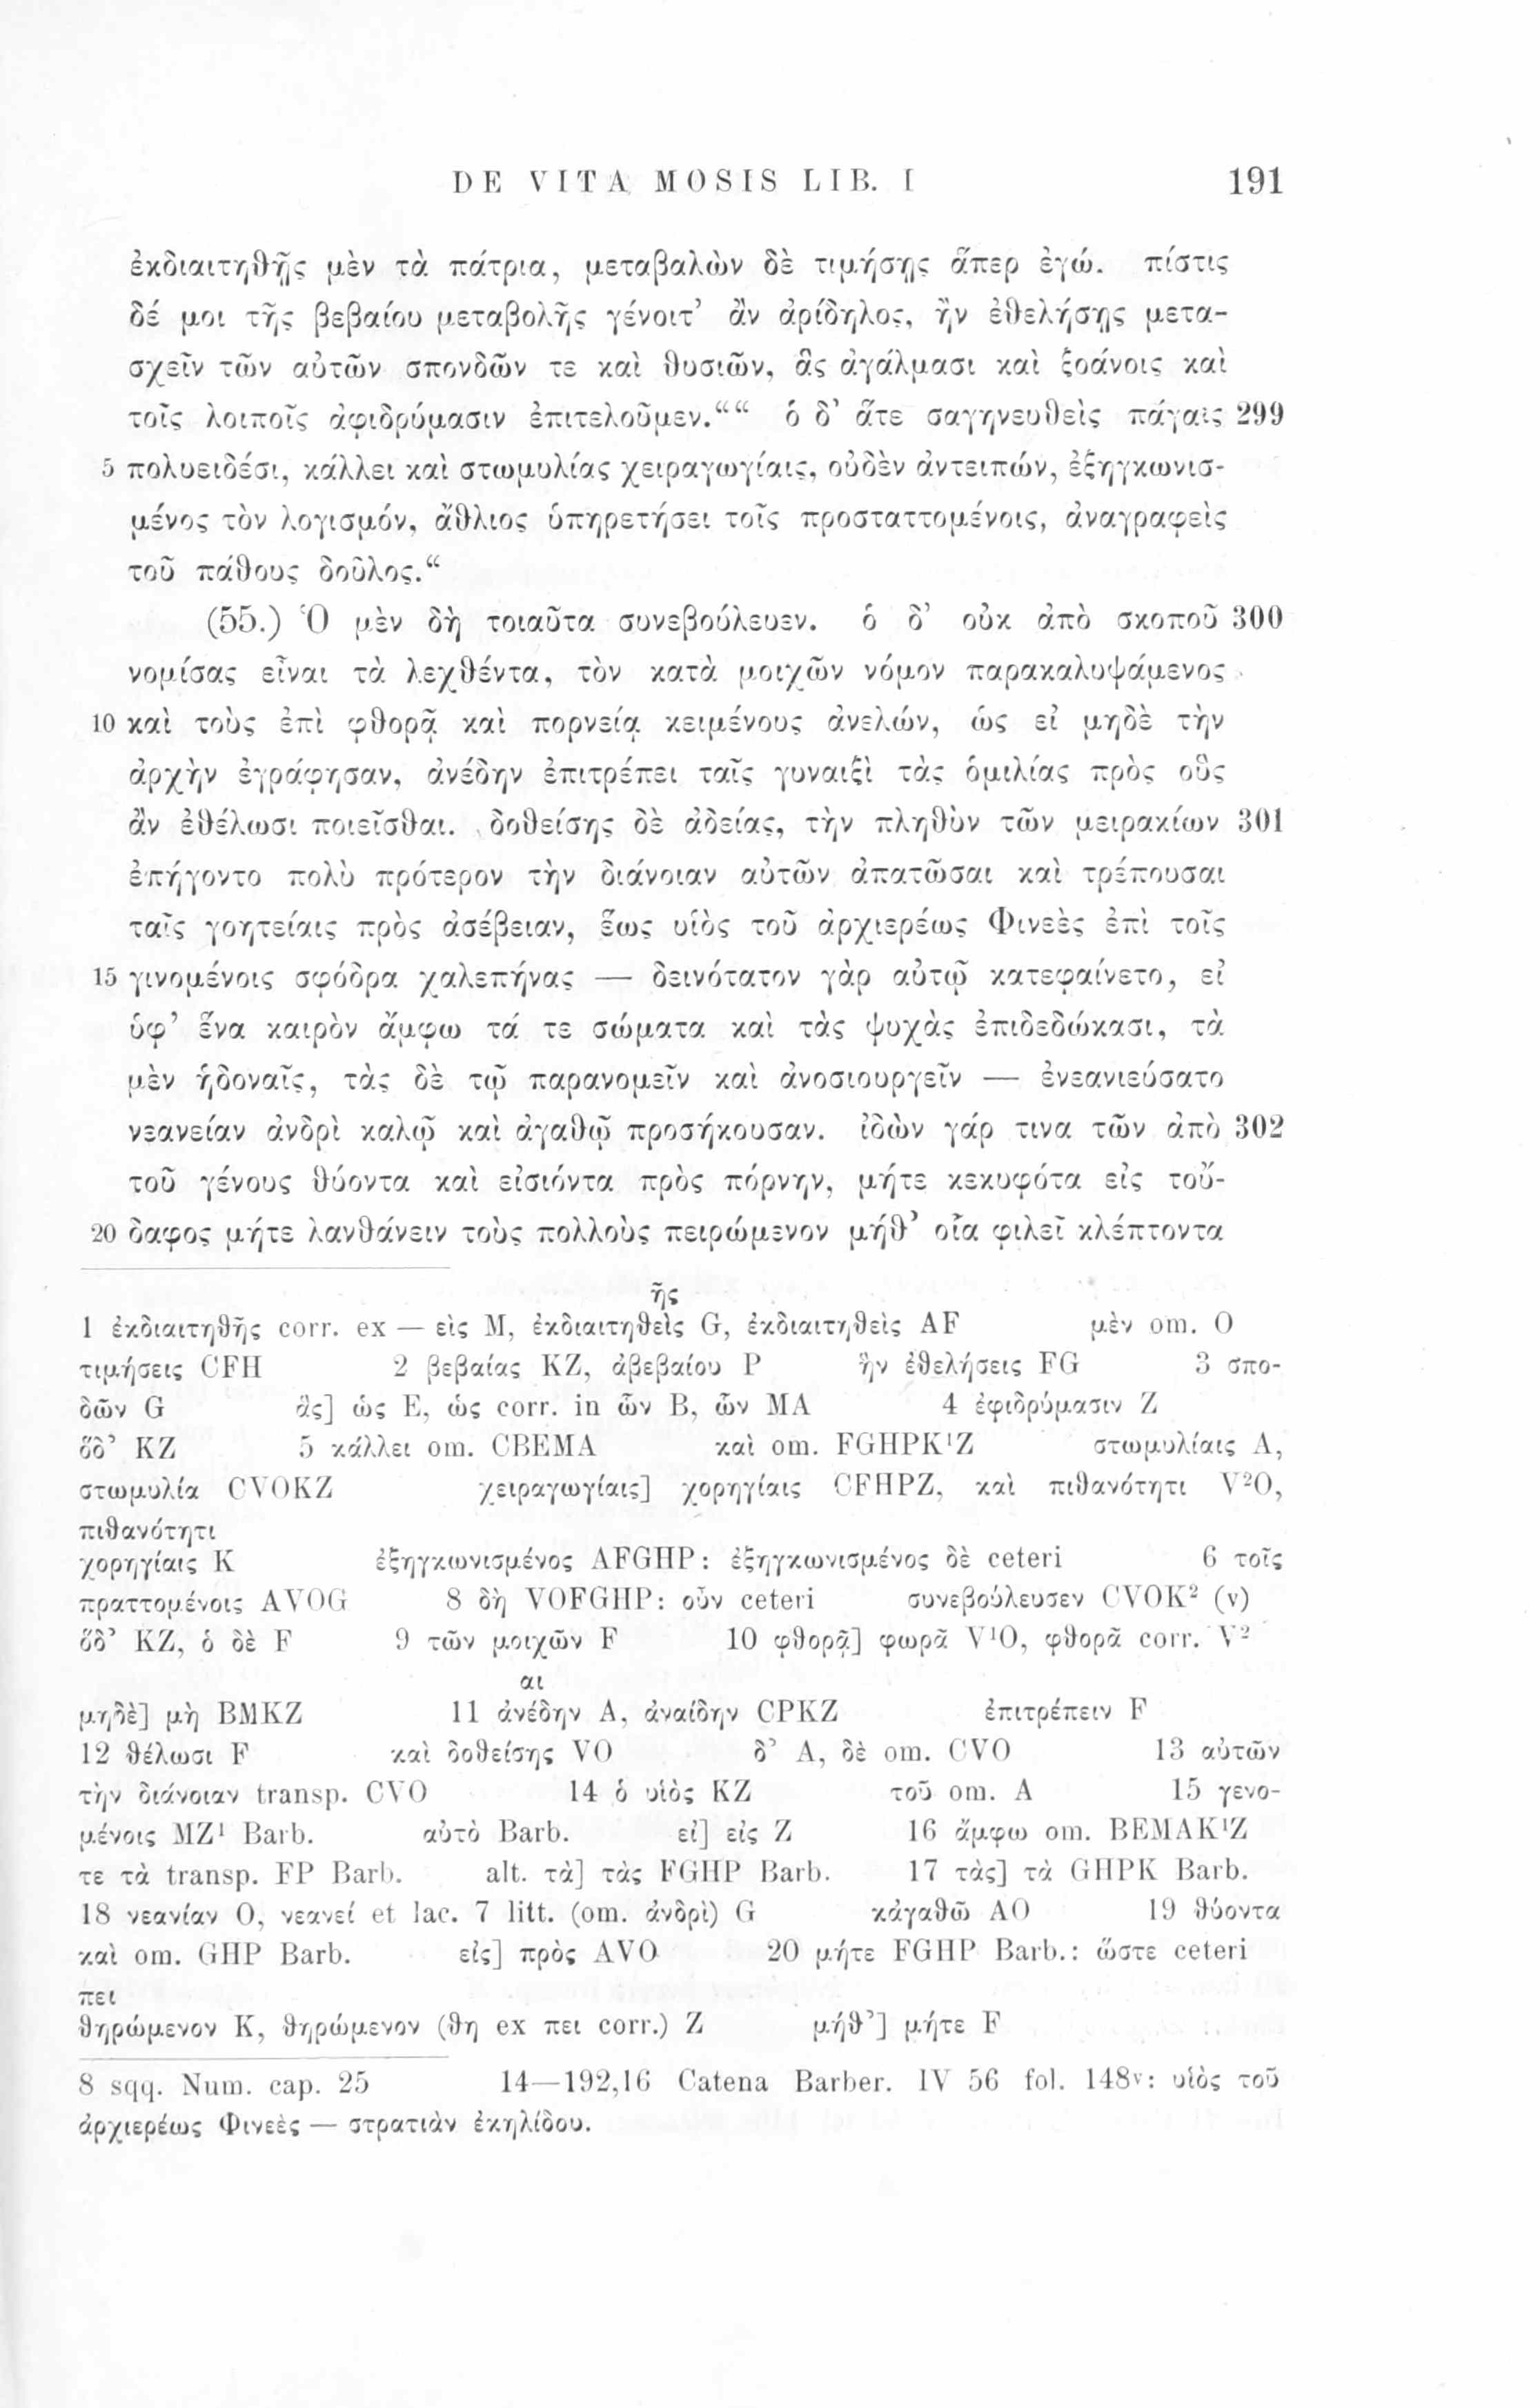 DE VITA MOSIS LIB. I 191
ἐκδιαιτηθῇς μὲν τὰ πάτρια, μεταβαλὼν δὲ τιμήσῃς ἅπερ ἐγώ. πίστις
δέ μοι τῆς βεβαίου μεταβολῆς γένοιτ’ ἂν ἀρίδηλος, ἢν ἐθελήσῃς μετα-
σχεῖν τῶν αὐτῶν σπονδῶν τε καὶ θυσιῶν, ἃς ἀγάλμασι καὶ ξοάνοις καὶ
τοῖς λοιποῖς ἀφιδρύμασιν ἐπιτελοῦμεν.““ ὁ δ’ ἅτε σαγηνευθεὶς πάγαις 299
5 πολυειδέσι, κάλλει καὶ στωμυλίας χειραγωγίαις, οὐδὲν ἀντειπών, ἐξηγκωνισ-
μένος τὸν λογισμόν, ἄθλιος ὑπηρετήσει τοῖς προσταττομένοις, ἀναγραφεὶς
τοῦ πάθους δοῦλος.“
(55.) Ὁ μὲν δὴ τοιαῦτα συνεβούλευεν. ὁ δ’ οὐκ ἀπὸ σκοποῦ 300
νομίσας εἶναι τὰ λεχθέντα, τὸν κατὰ μοιχῶν νόμον παρακαλυψάμενος
10 καὶ τοὺς ἐπὶ φθορᾷ καὶ πορνείᾳ κειμένους ἀνελών, ὡς εἰ μηδὲ τὴν
ἀρχὴν ἐγράφησαν, ἀνέδην ἐπιτρέπει ταῖς γυναιξὶ τὰς ὁμιλίας πρὸς οὓς
ἂν ἐθέλωσι ποιεῖσθαι. δοθείσης δὲ ἀδείας, τὴν πληθὺν τῶν μειρακίων 301
ἐπήγοντο πολὺ πρότερον τὴν διάνοιαν αὐτῶν ἀπατῶσαι καὶ τρέπουσαι
ταῖς γοητείαις πρὸς ἀσέβειαν, ἕως υἱὸς τοῦ ἀρχιερέως Φινεὲς ἐπὶ τοῖς
15 γινομένοις σφόδρα χαλεπήνας — δεινότατον γὰρ αὐτῷ κατεφαίνετο, εἰ
ὑφ’ ἕνα καιρὸν ἄμφω τά τε σώματα καὶ τὰς ψυχὰς ἐπιδεδώκασι, τὰ
μὲν ἡδοναῖς, τὰς δὲ τῷ παρανομεῖν καὶ ἀνοσιουργεῖν — ἐνεανιεύσατο
νεανείαν ἀνδρὶ καλῷ καὶ ἀγαθῷ προσήκουσαν. ἰδὼν γάρ τινα τῶν ἀπὸ 302
τοῦ γένους θύοντα καὶ εἰσιόντα πρὸς πόρνην, μήτε κεκυφότα εἰς τοὔ-
20 δαφος μήτε λανθάνειν τοὺς πολλοὺς πειρώμενον μήθ’ οἷα φιλεῖ κλέπτοντα
ῆς
1 ἐκδιαιτηθῇς corr. ex — εὶς M, ἐκδιαιτηθεὶς G, ἐκδιαιτηθεὶς AF μὲν om. O
τιμήσεις CFH 2 βεβαίας KZ, ἀβεβαίου P ἢν ἐθελήσεις FG 3 σπο-
δῶν G ἃς] ὡς E, ὡς corr. in ὧν B, ὧν MA 4 ἐφιδρύμασιν Z
ὅδ’ KZ 5 κάλλει om. CBEMA καὶ om. FGHPK¹Z στωμυλίαις A,
στωμυλία CVOKZ χειραγωγίαις] χορηγίαις CFHPZ, καὶ πιθανότητι V²O,
πιθανότητι
χορηγίαις K ἐξηγκωνισμένος AFGHP: ἐξηγκωνισμένος δὲ ceteri 6 τοῖς
πραττομένοις AVOG 8 δὴ VOFGHP: οὖν ceteri συνεβούλευσεν CVOK² (v)
ὅδ’ KZ, ὁ δὲ F 9 τῶν μοιχῶν F 10 φθορᾷ] φωρᾶ V¹O, φθορᾶ corr. V²
αι
μηδὲ] μὴ BMKZ 11 ἀνέδην A, ἀναίδην CPKZ ἐπιτρέπειν F
12 θέλωσι F καὶ δοθείσης VO δ’ A, δὲ om. CVO 13 αὐτῶν
τὴν διάνοιαν transp. CVO 14 ὁ υἱὸς KZ τοῦ om. A 15 γενο-
μένοις MZ¹ Barb. αὐτὸ Barb. εἰ] εἰς Z 16 ἄμφω om. BEMAK¹Z
τε τὰ transp. FP Barb. alt. τὰ] τὰς FGHP Barb. 17 τὰς] τὰ GHPK Barb.
18 νεανίαν O, νεανεί et lac. 7 litt. (om. ἀνδρὶ) G κἀγαθῶ AO 19 θύοντα
καὶ om. GHP Barb. εἰς] πρὸς AVO 20 μήτε FGHP Barb.: ὥστε ceteri
πει
θηρώμενον K, θηρώμενον (θη ex πει corr.) Z μήθ’] μήτε F
8 sqq. Num. cap. 25 14—192,16 Catena Barber. IV 56 fol. 148ᵛ: υἱὸς τοῦ
ἀρχιερέως Φινεὲς — στρατιὰν ἐκηλίδου.